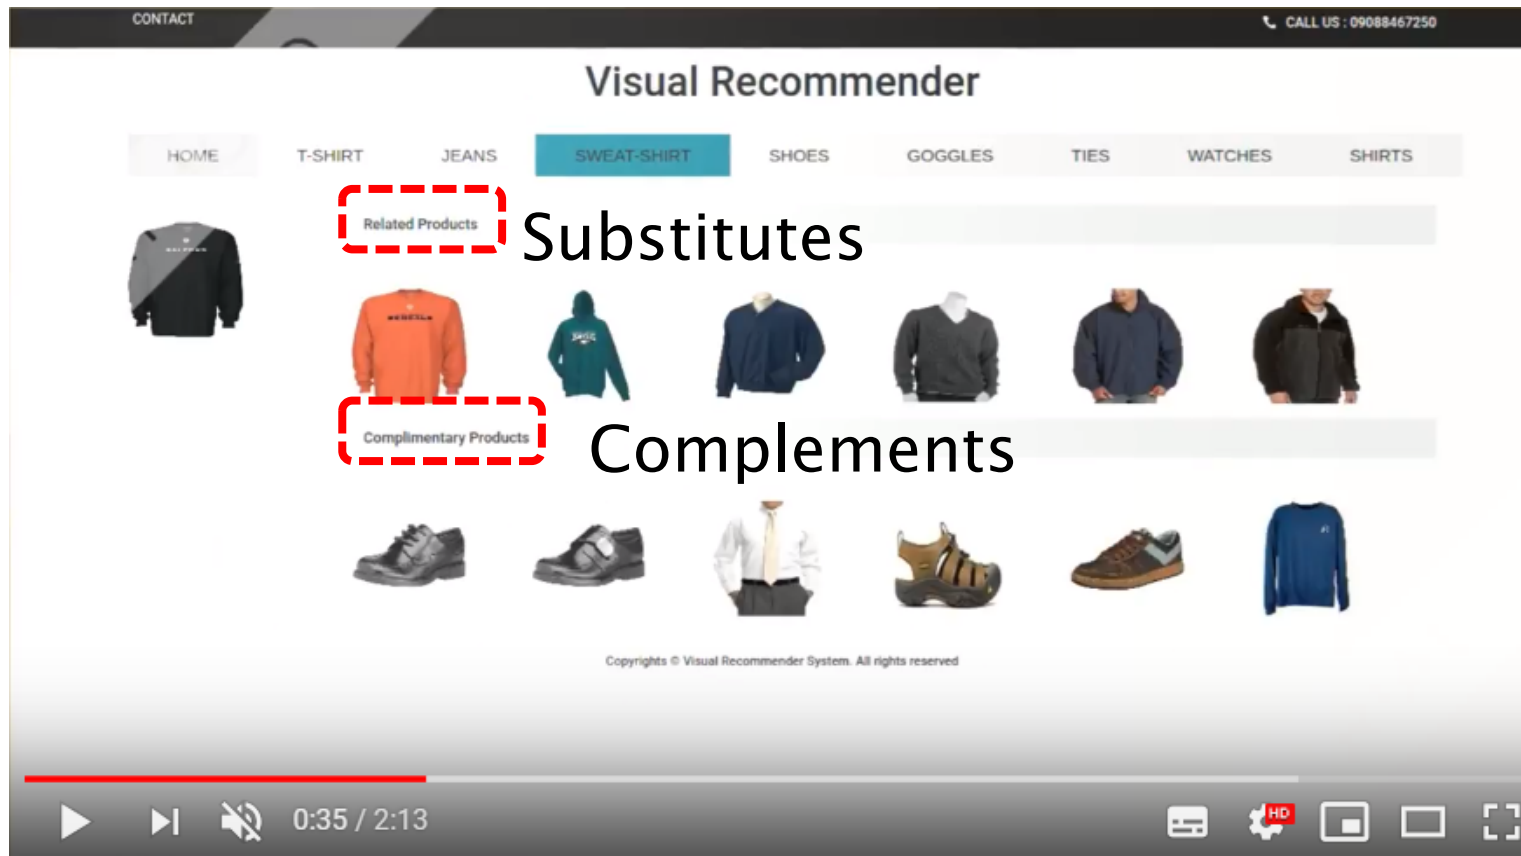 CONTACT
CALL US : 09088467250
Visual Recommender
HOME T-SHIRT JEANS SWEAT-SHIRT SHOES GOGGLES TIES WATCHES SHIRTS
Related Products
Substitutes
Complimentary Products
Complements
Copyrights © Visual Recommender System. All rights reserved
0:35 / 2:13
HD